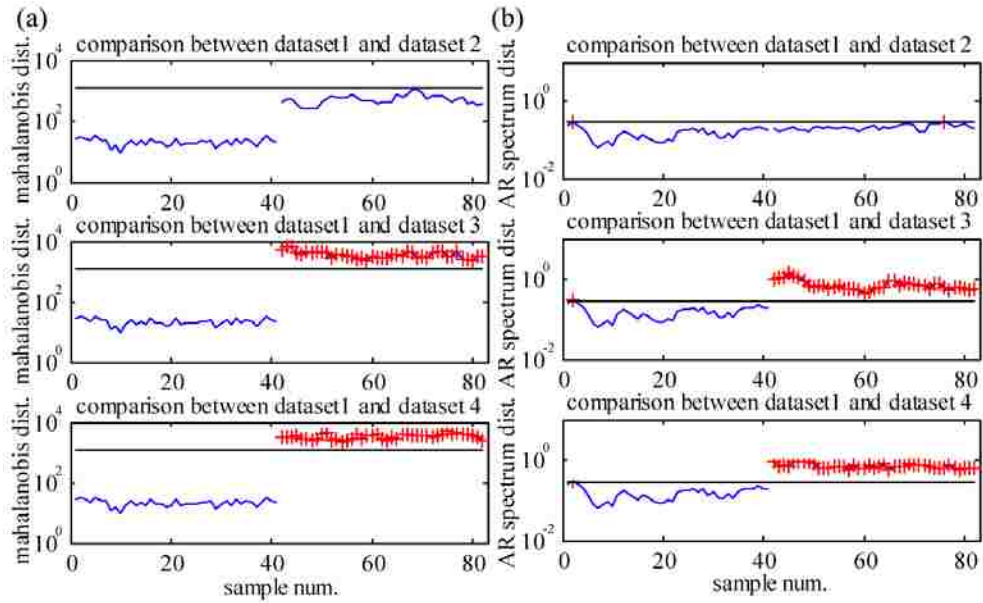 (a)
comparison between dataset1 and dataset 2
mahalanobis dist.
10^4
10^2
10^0
0 20 40 60 80
comparison between dataset1 and dataset 3
mahalanobis dist.
10^4
10^2
10^0
0 20 40 60 80
comparison between dataset1 and dataset 4
mahalanobis dist.
10^4
10^2
10^0
0 20 40 60 80
sample num.
(b)
comparison between dataset1 and dataset 2
AR spectrum dist.
10^0
10^-2
0 20 40 60 80
comparison between dataset1 and dataset 3
AR spectrum dist.
10^0
10^-2
0 20 40 60 80
comparison between dataset1 and dataset 4
AR spectrum dist.
10^0
10^-2
0 20 40 60 80
sample num.